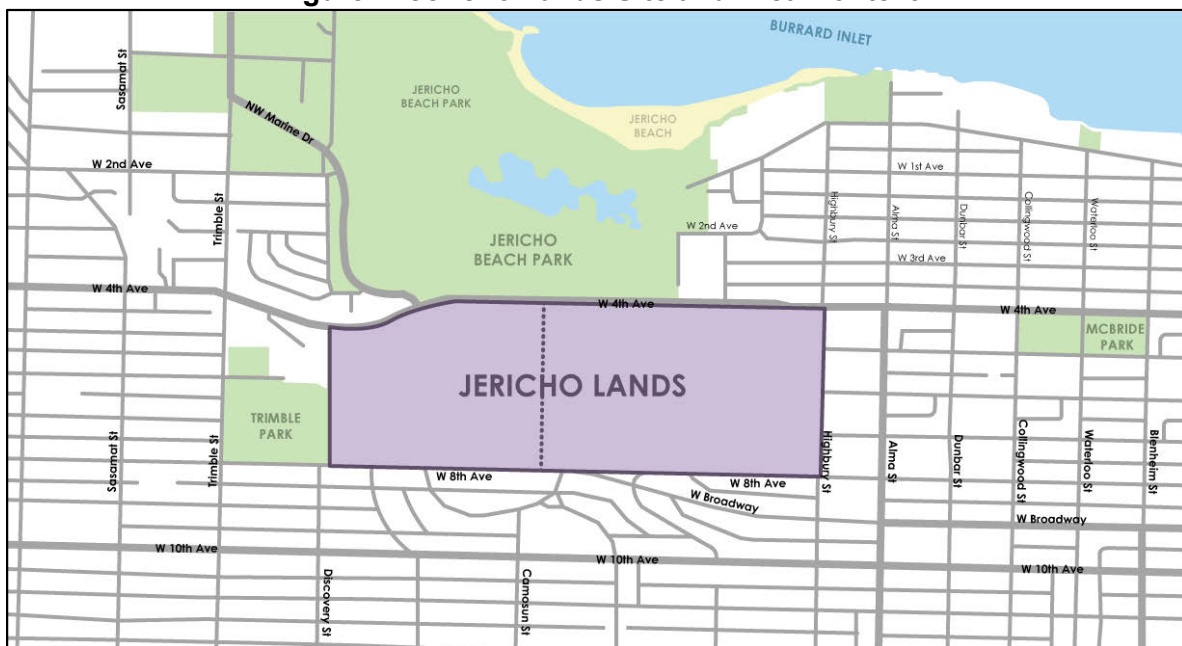 Lands Site and
BURRARD INLET
Sasamat St
JERICHO
BEACH PARK
NW Marine Dr
JERICHO
BEACH
W 2nd Ave
W 1st Ave
Trimble St
Highbury St
Alma St
Dunbar St
Collingwood St
Waterloo St
W 2nd Ave
JERICHO
BEACH PARK
W 3rd Ave
W 4th Ave
W 4th Ave
W 4th Ave
MCBRIDE
PARK
JERICHO LANDS
TRIMBLE
PARK
Sasamat St
Trimble St
Highbury St
Alma St
Dunbar St
Collingwood St
Waterloo St
Blenheim St
W 8th Ave
W 8th Ave
W Broadway
W Broadway
W 10th Ave
W 10th Ave
W 10th Ave
Discovery St
Camosun St